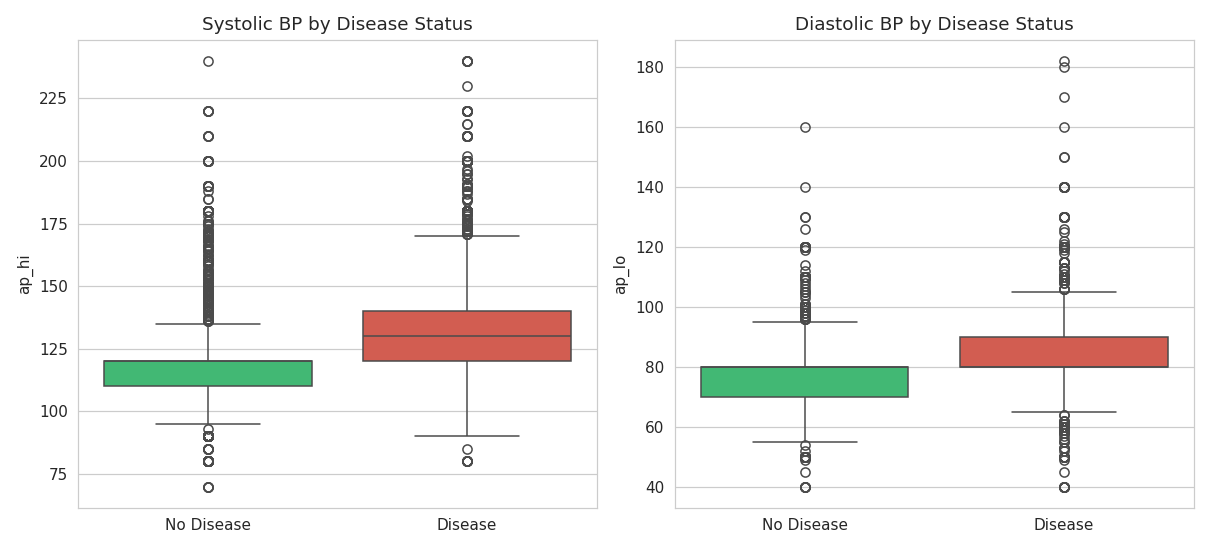 Systolic BP by Disease Status
ap_hi
225
200
175
150
125
100
75
No Disease
Disease
Diastolic BP by Disease Status
ap_lo
180
160
140
120
100
80
60
40
No Disease
Disease